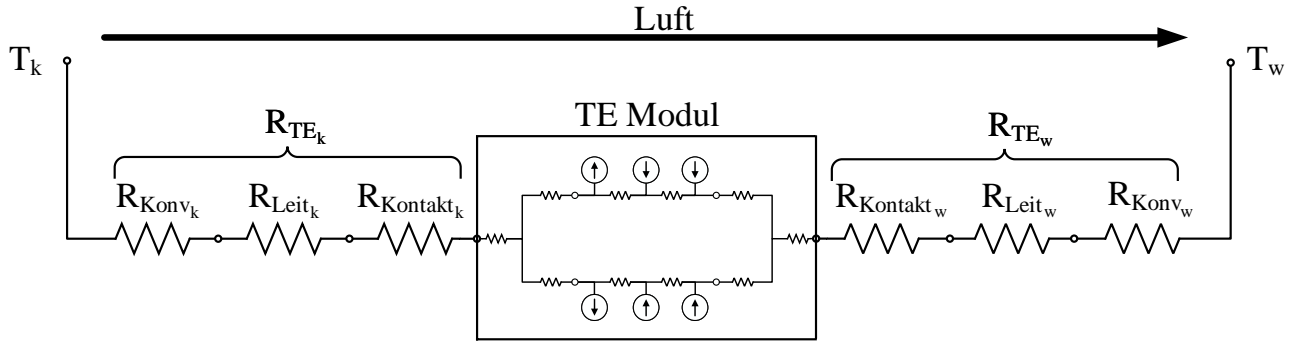 Luft
T_k T_w
TE Modul
R_TE_k R_TE_w
R_Konv_k R_Leit_k R_Kontakt_k R_Kontakt_w R_Leit_w R_Konv_w